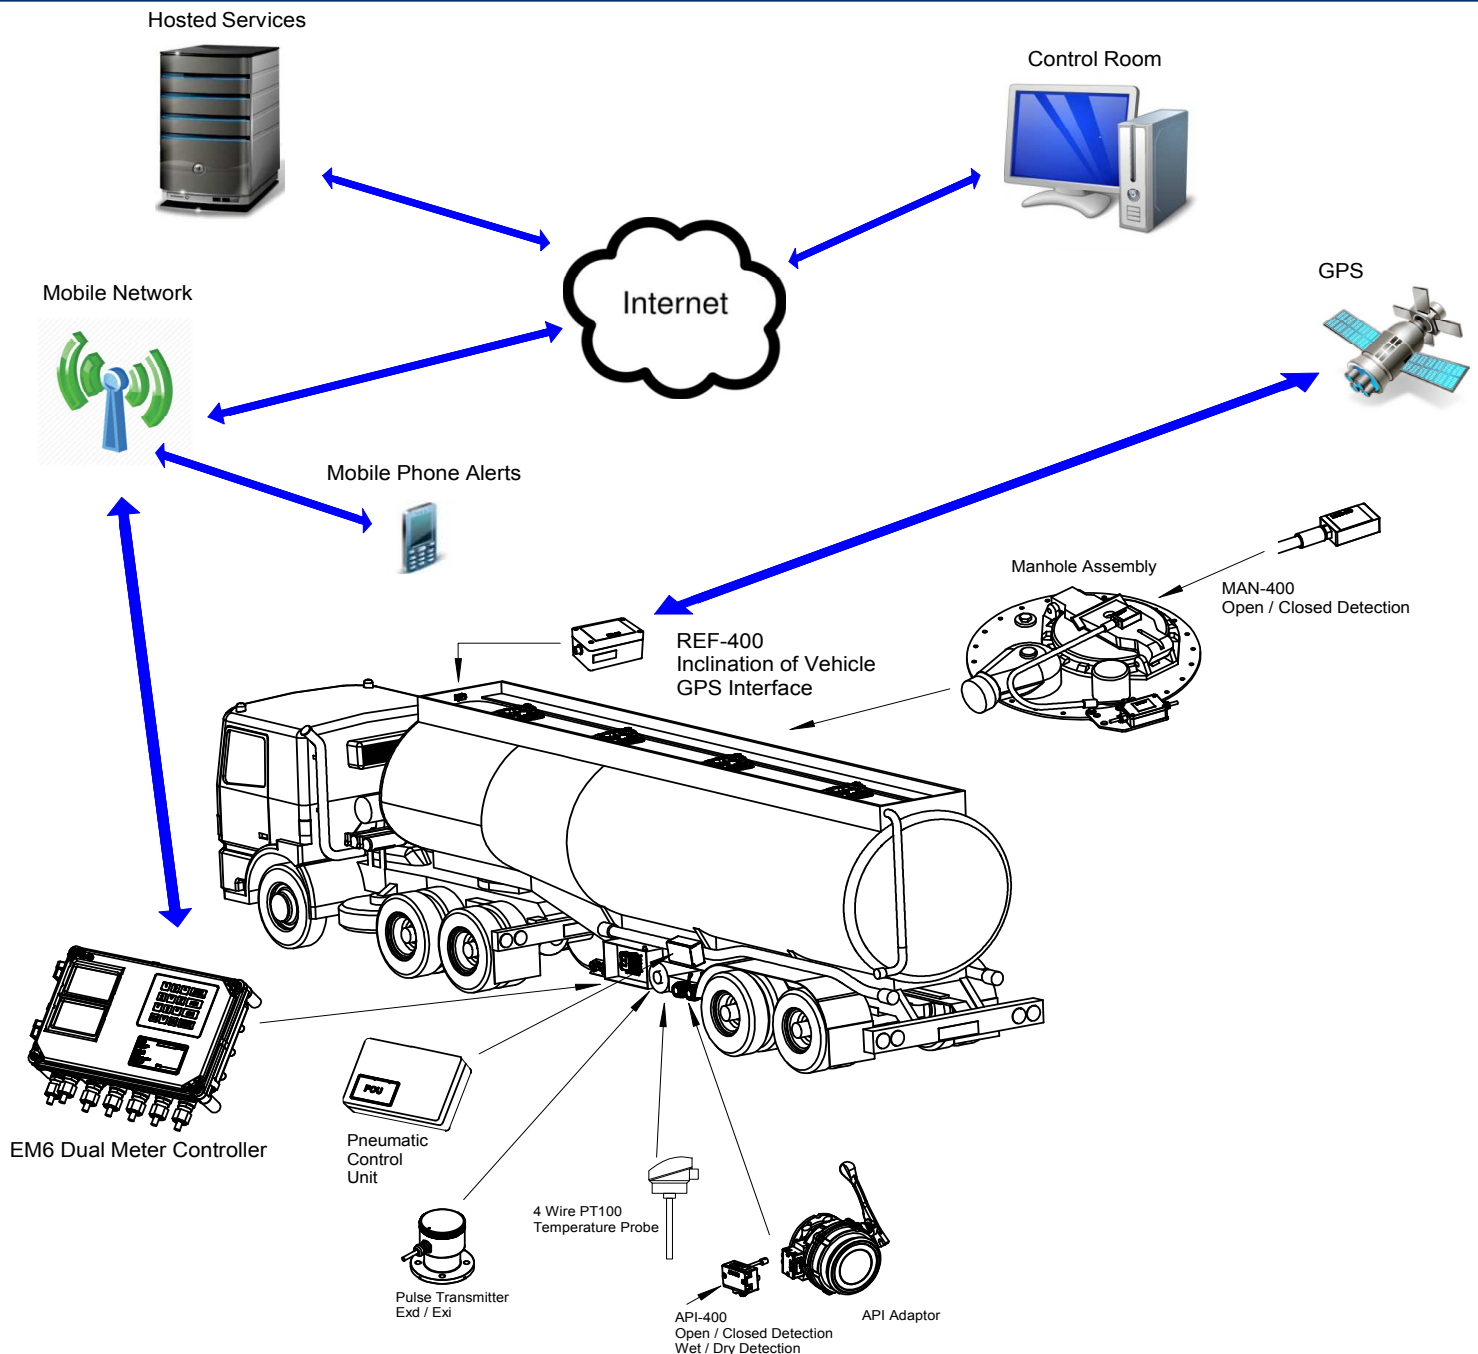 Hosted Services
Control Room
GPS
Mobile Network
Internet
Mobile Phone Alerts
Manhole Assembly
MAN-400
Open / Closed Detection
REF-400
Inclination of Vehicle
GPS Interface
EM6 Dual Meter Controller
PCU
Pneumatic
Control
Unit
4 Wire PT100
Temperature Probe
Pulse Transmitter
Exd / Exi
API-400
Open / Closed Detection
Wet / Dry Detection
API Adaptor